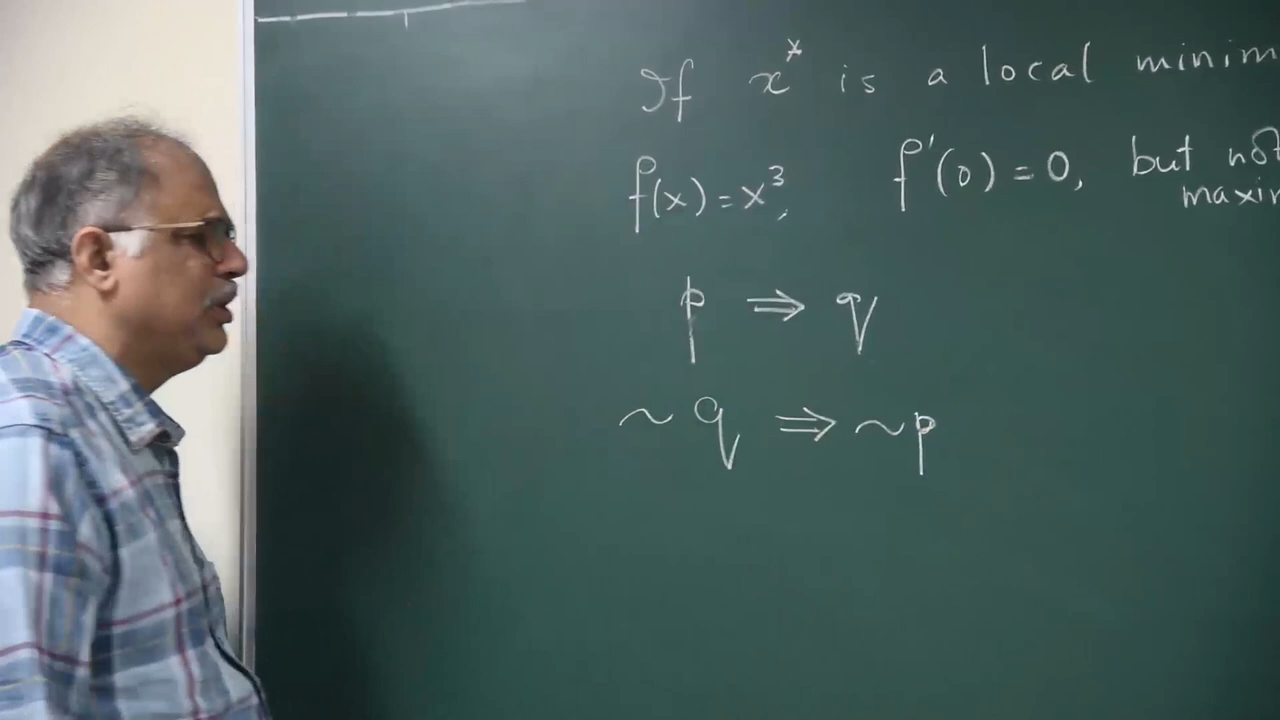 If x* is a local minim
f(x) = x³, f'(0) = 0, but not
maxim
p ⇒ q
~q ⇒ ~p